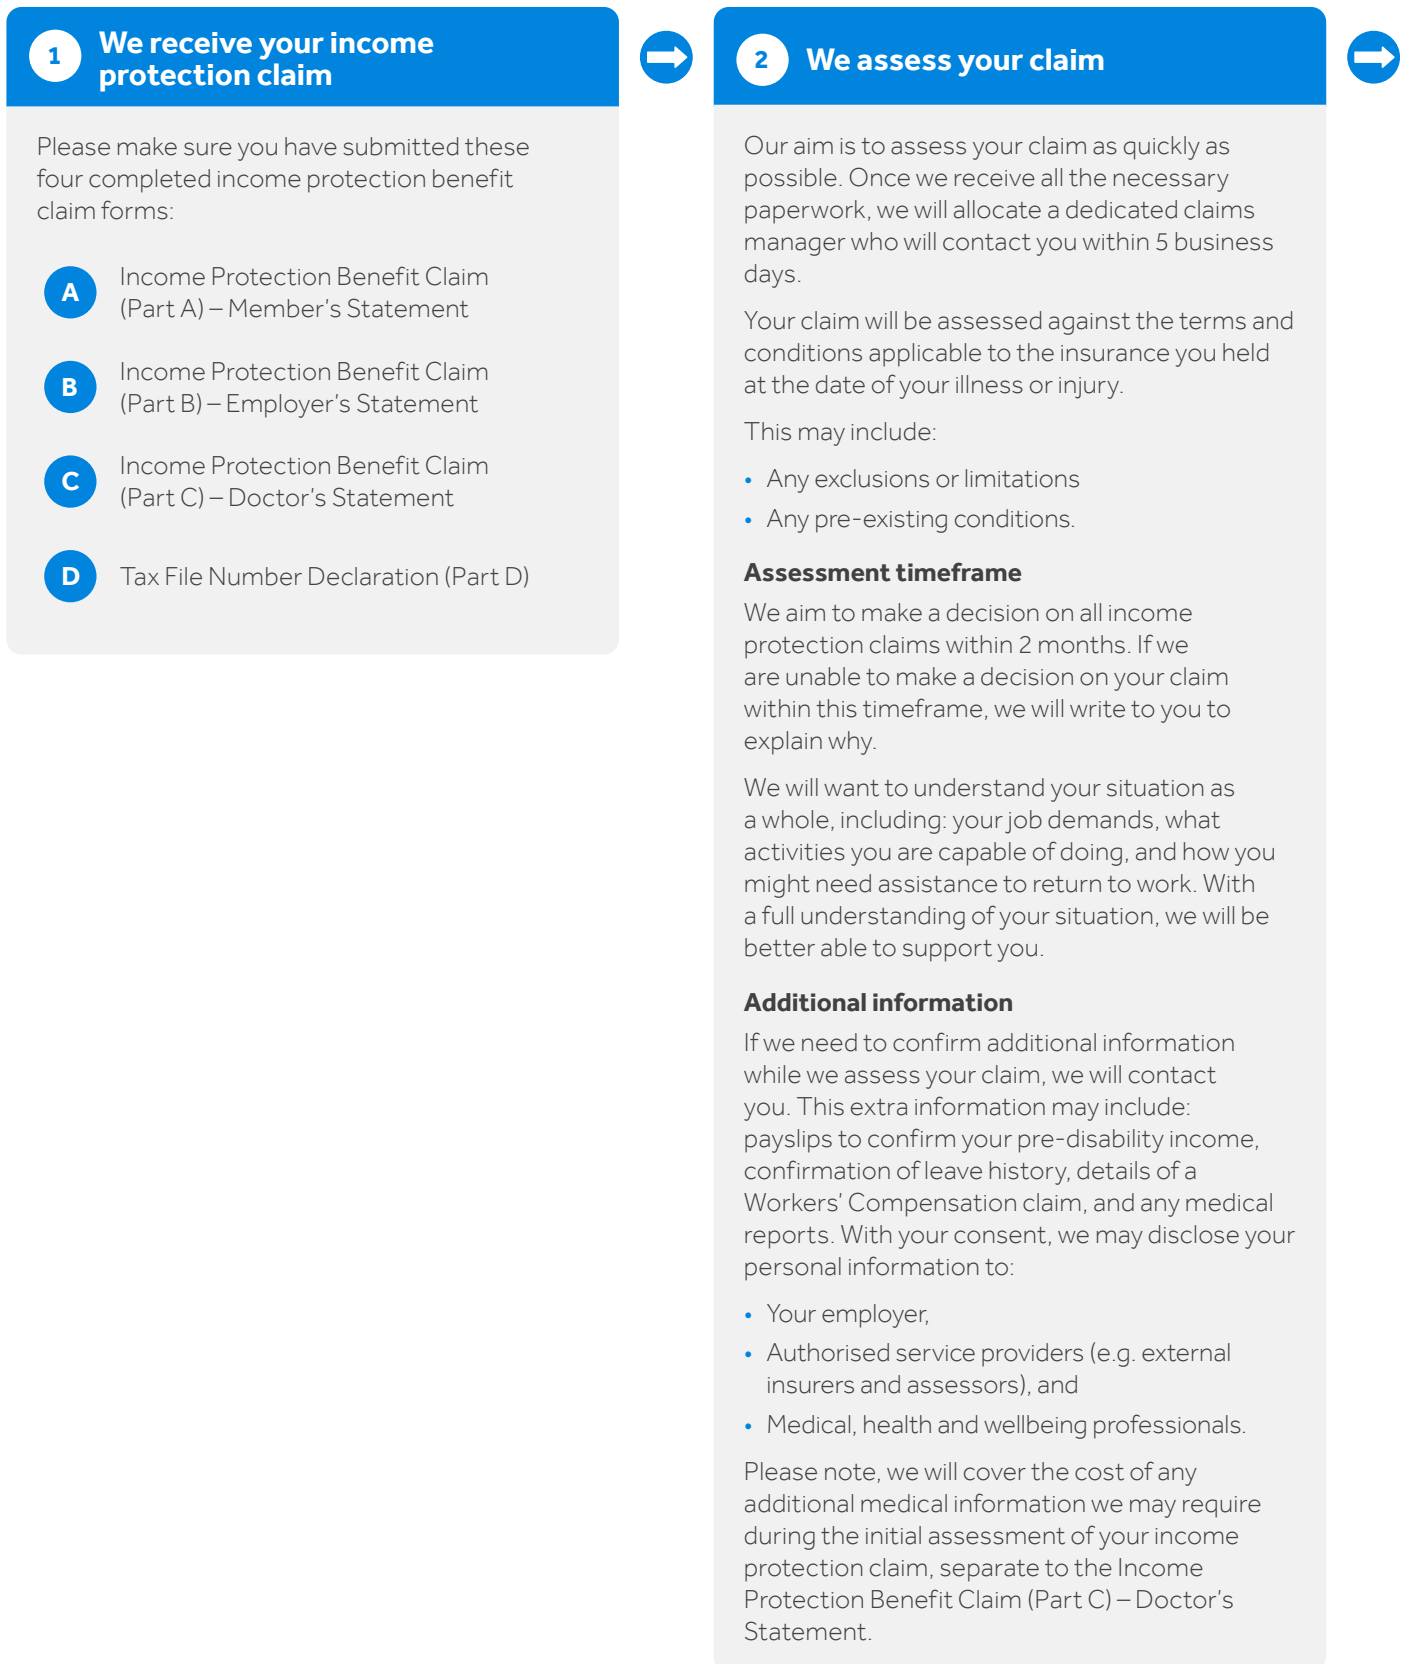 1
We receive your income
protection claim
Please make sure you have submitted these
four completed income protection benefit
claim forms:
A
Income Protection Benefit Claim
(Part A) – Member’s Statement
B
Income Protection Benefit Claim
(Part B) – Employer’s Statement
C
Income Protection Benefit Claim
(Part C) – Doctor’s Statement
D
Tax File Number Declaration (Part D)
2
We assess your claim
Our aim is to assess your claim as quickly as
possible. Once we receive all the necessary
paperwork, we will allocate a dedicated claims
manager who will contact you within 5 business
days.
Your claim will be assessed against the terms and
conditions applicable to the insurance you held
at the date of your illness or injury.
This may include:
• Any exclusions or limitations
• Any pre-existing conditions.
Assessment timeframe
We aim to make a decision on all income
protection claims within 2 months. If we
are unable to make a decision on your claim
within this timeframe, we will write to you to
explain why.
We will want to understand your situation as
a whole, including: your job demands, what
activities you are capable of doing, and how you
might need assistance to return to work. With
a full understanding of your situation, we will be
better able to support you.
Additional information
If we need to confirm additional information
while we assess your claim, we will contact
you. This extra information may include:
payslips to confirm your pre-disability income,
confirmation of leave history, details of a
Workers’ Compensation claim, and any medical
reports. With your consent, we may disclose your
personal information to:
• Your employer,
• Authorised service providers (e.g. external
insurers and assessors), and
• Medical, health and wellbeing professionals.
Please note, we will cover the cost of any
additional medical information we may require
during the initial assessment of your income
protection claim, separate to the Income
Protection Benefit Claim (Part C) – Doctor’s
Statement.